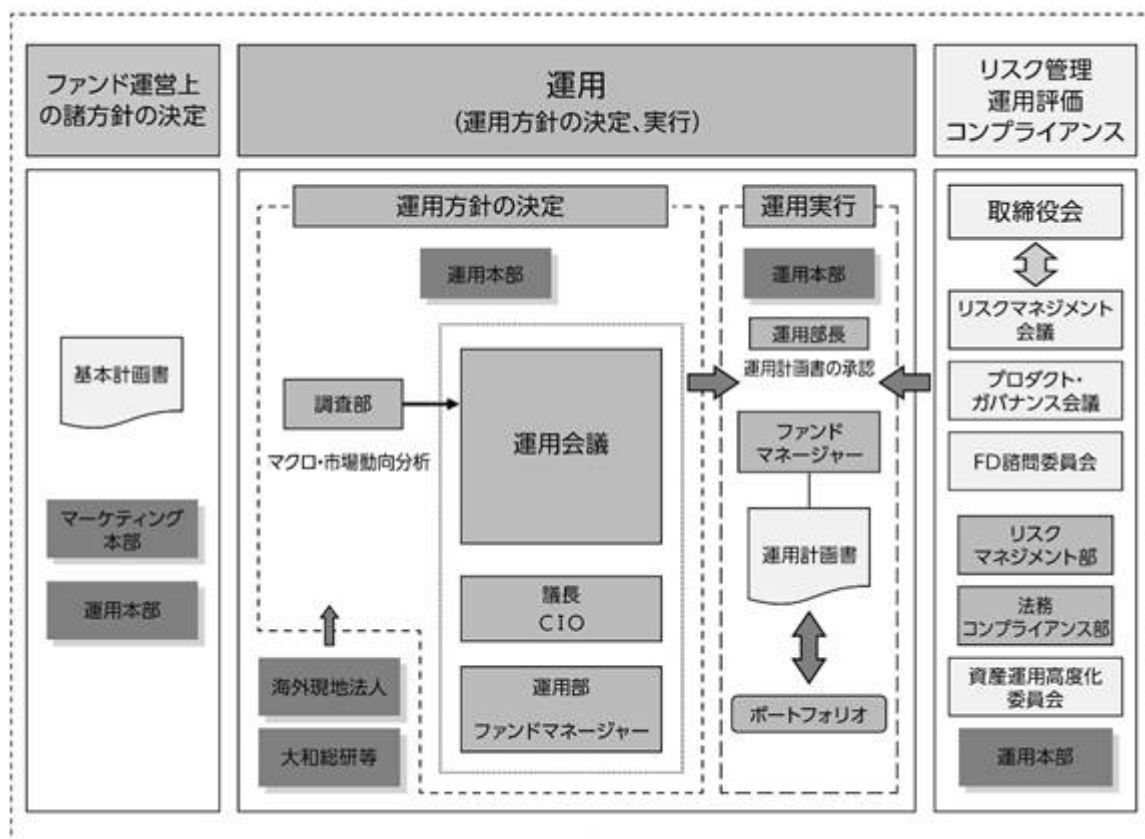 ファンド運営上
の諸方針の決定
運用
(運用方針の決定、実行)
リスク管理
運用評価
コンプライアンス
基本計画書
マーケティング
本部
運用本部
運用方針の決定
運用本部
調査部
マクロ・市場動向分析
運用会議
議長
CIO
運用部
ファンドマネージャー
海外現地法人
大和総研等
運用実行
運用本部
運用部長
運用計画書の承認
ファンド
マネージャー
運用計画書
ポートフォリオ
取締役会
リスクマネジメント
会議
プロダクト・
ガバナンス会議
FD諮問委員会
リスク
マネジメント部
法務
コンプライアンス部
資産運用高度化
委員会
運用本部